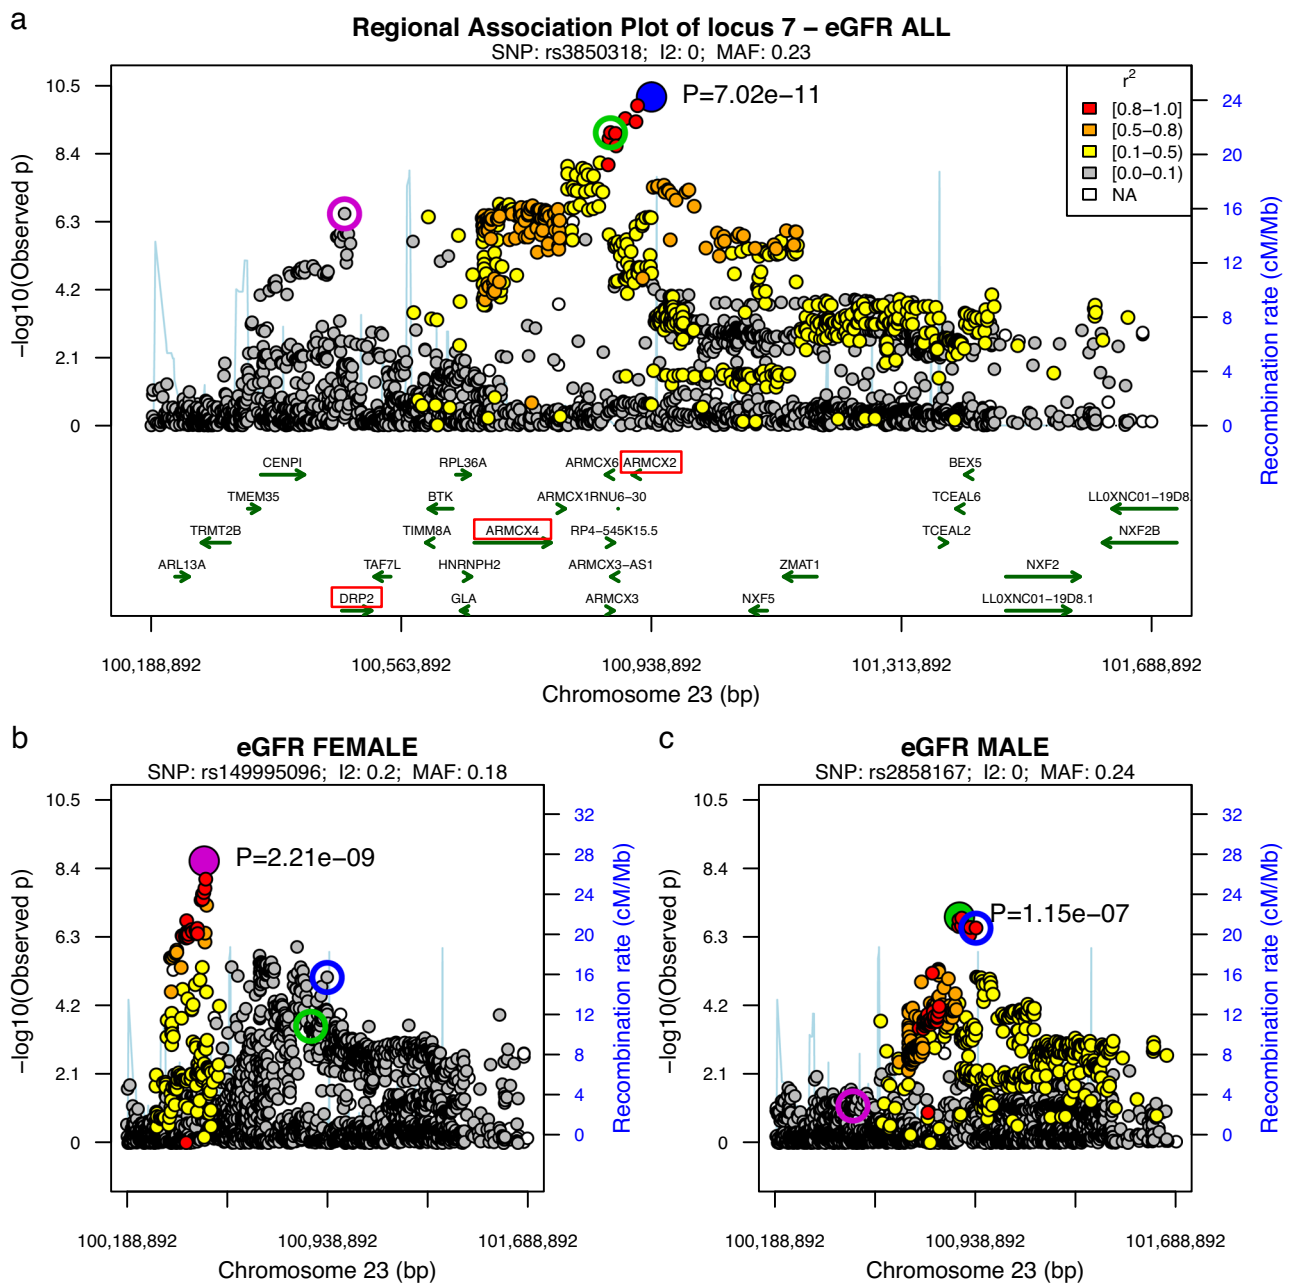 a
Regional Association Plot of locus 7 – eGFR ALL
SNP: rs3850318; I2: 0; MAF: 0.23
10.5
8.4
6.3
4.2
2.1
0
−log10(Observed p)
P=7.02e−11
r2
[0.8−1.0]
[0.5−0.8)
[0.1−0.5)
[0.0−0.1)
NA
24
20
16
12
8
4
0
Recombination rate (cM/Mb)
CENPI RPL36A ARMCX6 ARMCX2 BEX5
TMEM35 BTK ARMCX1 RNU6−30 TCEAL6 LL0XNC01−19D8.
TRMT2B TIMM8A ARMCX4 RP4−545K15.5 TCEAL2 NXF2B
ARL13A TAF7L HNRNPH2 ARMCX3−AS1 ZMAT1 NXF2
DRP2 GLA ARMCX3 NXF5 LL0XNC01−19D8.1
100,188,892 100,563,892 100,938,892 101,313,892 101,688,892
Chromosome 23 (bp)
b
eGFR FEMALE
SNP: rs149995096; I2: 0.2; MAF: 0.18
10.5
8.4
6.3
4.2
2.1
0
−log10(Observed p)
P=2.21e−09
32
28
24
20
16
12
8
4
0
Recombination rate (cM/Mb)
100,188,892 100,938,892 101,688,892
Chromosome 23 (bp)
c
eGFR MALE
SNP: rs2858167; I2: 0; MAF: 0.24
10.5
8.4
6.3
4.2
2.1
0
−log10(Observed p)
P=1.15e−07
32
28
24
20
16
12
8
4
0
Recombination rate (cM/Mb)
100,188,892 100,938,892 101,688,892
Chromosome 23 (bp)